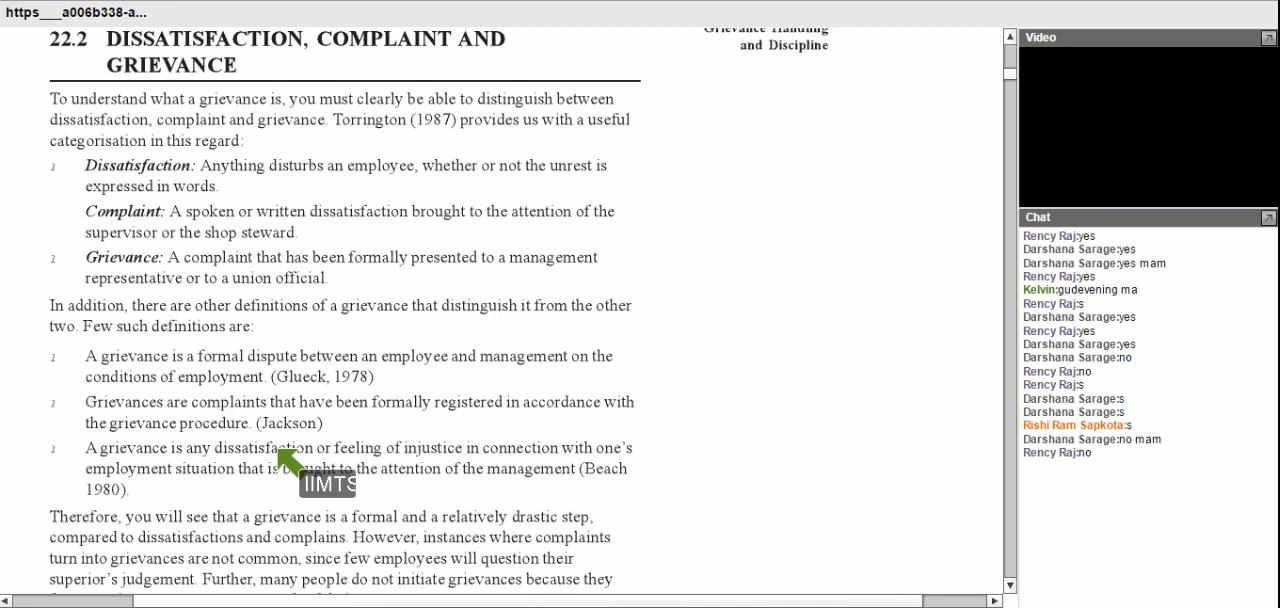 https___a006b338-a...
22.2 DISSATISFACTION, COMPLAINT AND
GRIEVANCE
Grievance Handling
and Discipline
To understand what a grievance is, you must clearly be able to distinguish between
dissatisfaction, complaint and grievance. Torrington (1987) provides us with a useful
categorisation in this regard:
ı Dissatisfaction: Anything disturbs an employee, whether or not the unrest is
expressed in words.
Complaint: A spoken or written dissatisfaction brought to the attention of the
supervisor or the shop steward.
ı Grievance: A complaint that has been formally presented to a management
representative or to a union official.
In addition, there are other definitions of a grievance that distinguish it from the other
two. Few such definitions are:
ı A grievance is a formal dispute between an employee and management on the
conditions of employment. (Glueck, 1978)
ı Grievances are complaints that have been formally registered in accordance with
the grievance procedure. (Jackson)
ı A grievance is any dissatisfaction or feeling of injustice in connection with one's
employment situation that is brought to the attention of the management (Beach
1980).
IIMTS
Therefore, you will see that a grievance is a formal and a relatively drastic step,
compared to dissatisfactions and complains. However, instances where complaints
turn into grievances are not common, since few employees will question their
superior's judgement. Further, many people do not initiate grievances because they
Video
Chat
Rency Raj:yes
Darshana Sarage:yes
Darshana Sarage:yes mam
Rency Raj:yes
Kelvin:gudevening ma
Rency Raj:s
Darshana Sarage:yes
Rency Raj:yes
Darshana Sarage:yes
Darshana Sarage:no
Rency Raj:no
Rency Raj:s
Darshana Sarage:s
Darshana Sarage:s
Rishi Ram Sapkota:s
Darshana Sarage:no mam
Rency Raj:no